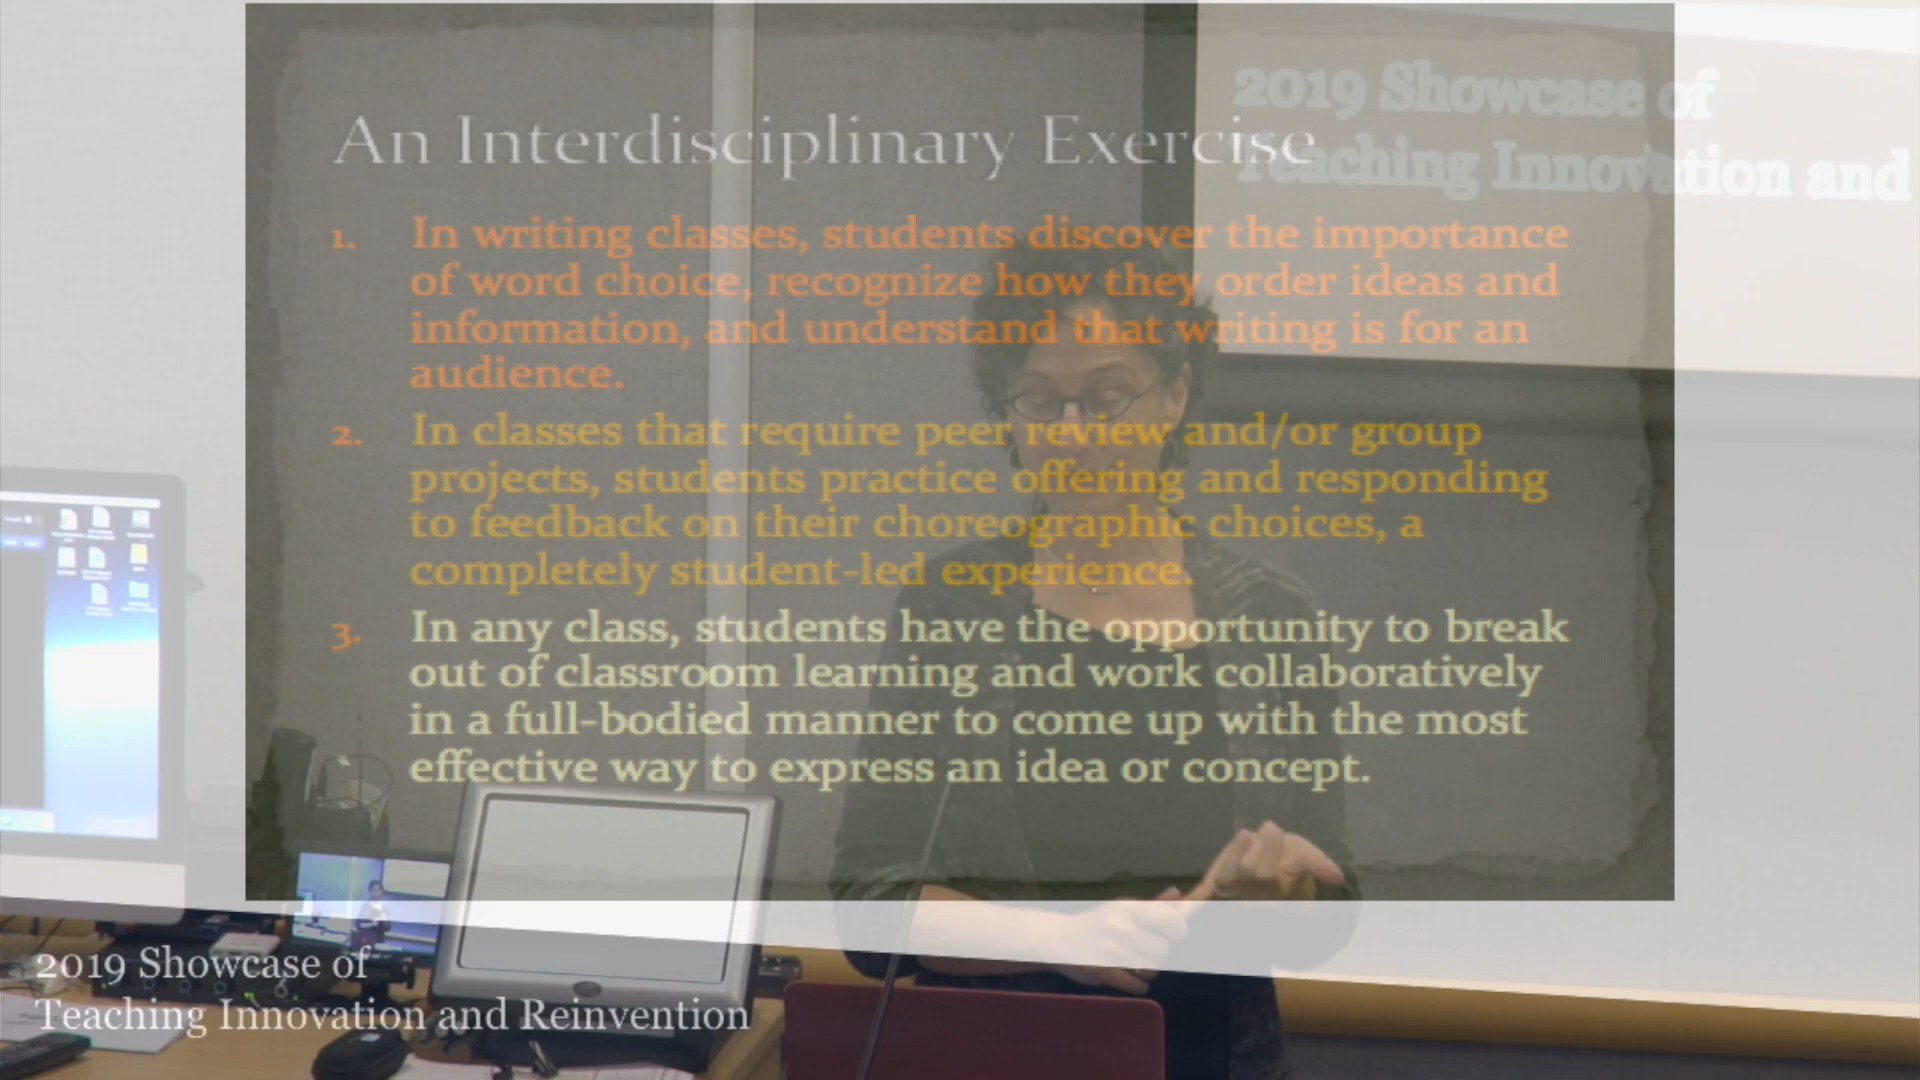 2019 Showcase of
Teaching Innovation and
An Interdisciplinary Exercise
1. In writing classes, students discover the importance
of word choice, recognize how they order ideas and
information, and understand that writing is for an
audience.
2. In classes that require peer review and/or group
projects, students practice offering and responding
to feedback on their choreographic choices, a
completely student-led experience.
3. In any class, students have the opportunity to break
out of classroom learning and work collaboratively
in a full-bodied manner to come up with the most
effective way to express an idea or concept.
2019 Showcase of
Teaching Innovation and Reinvention